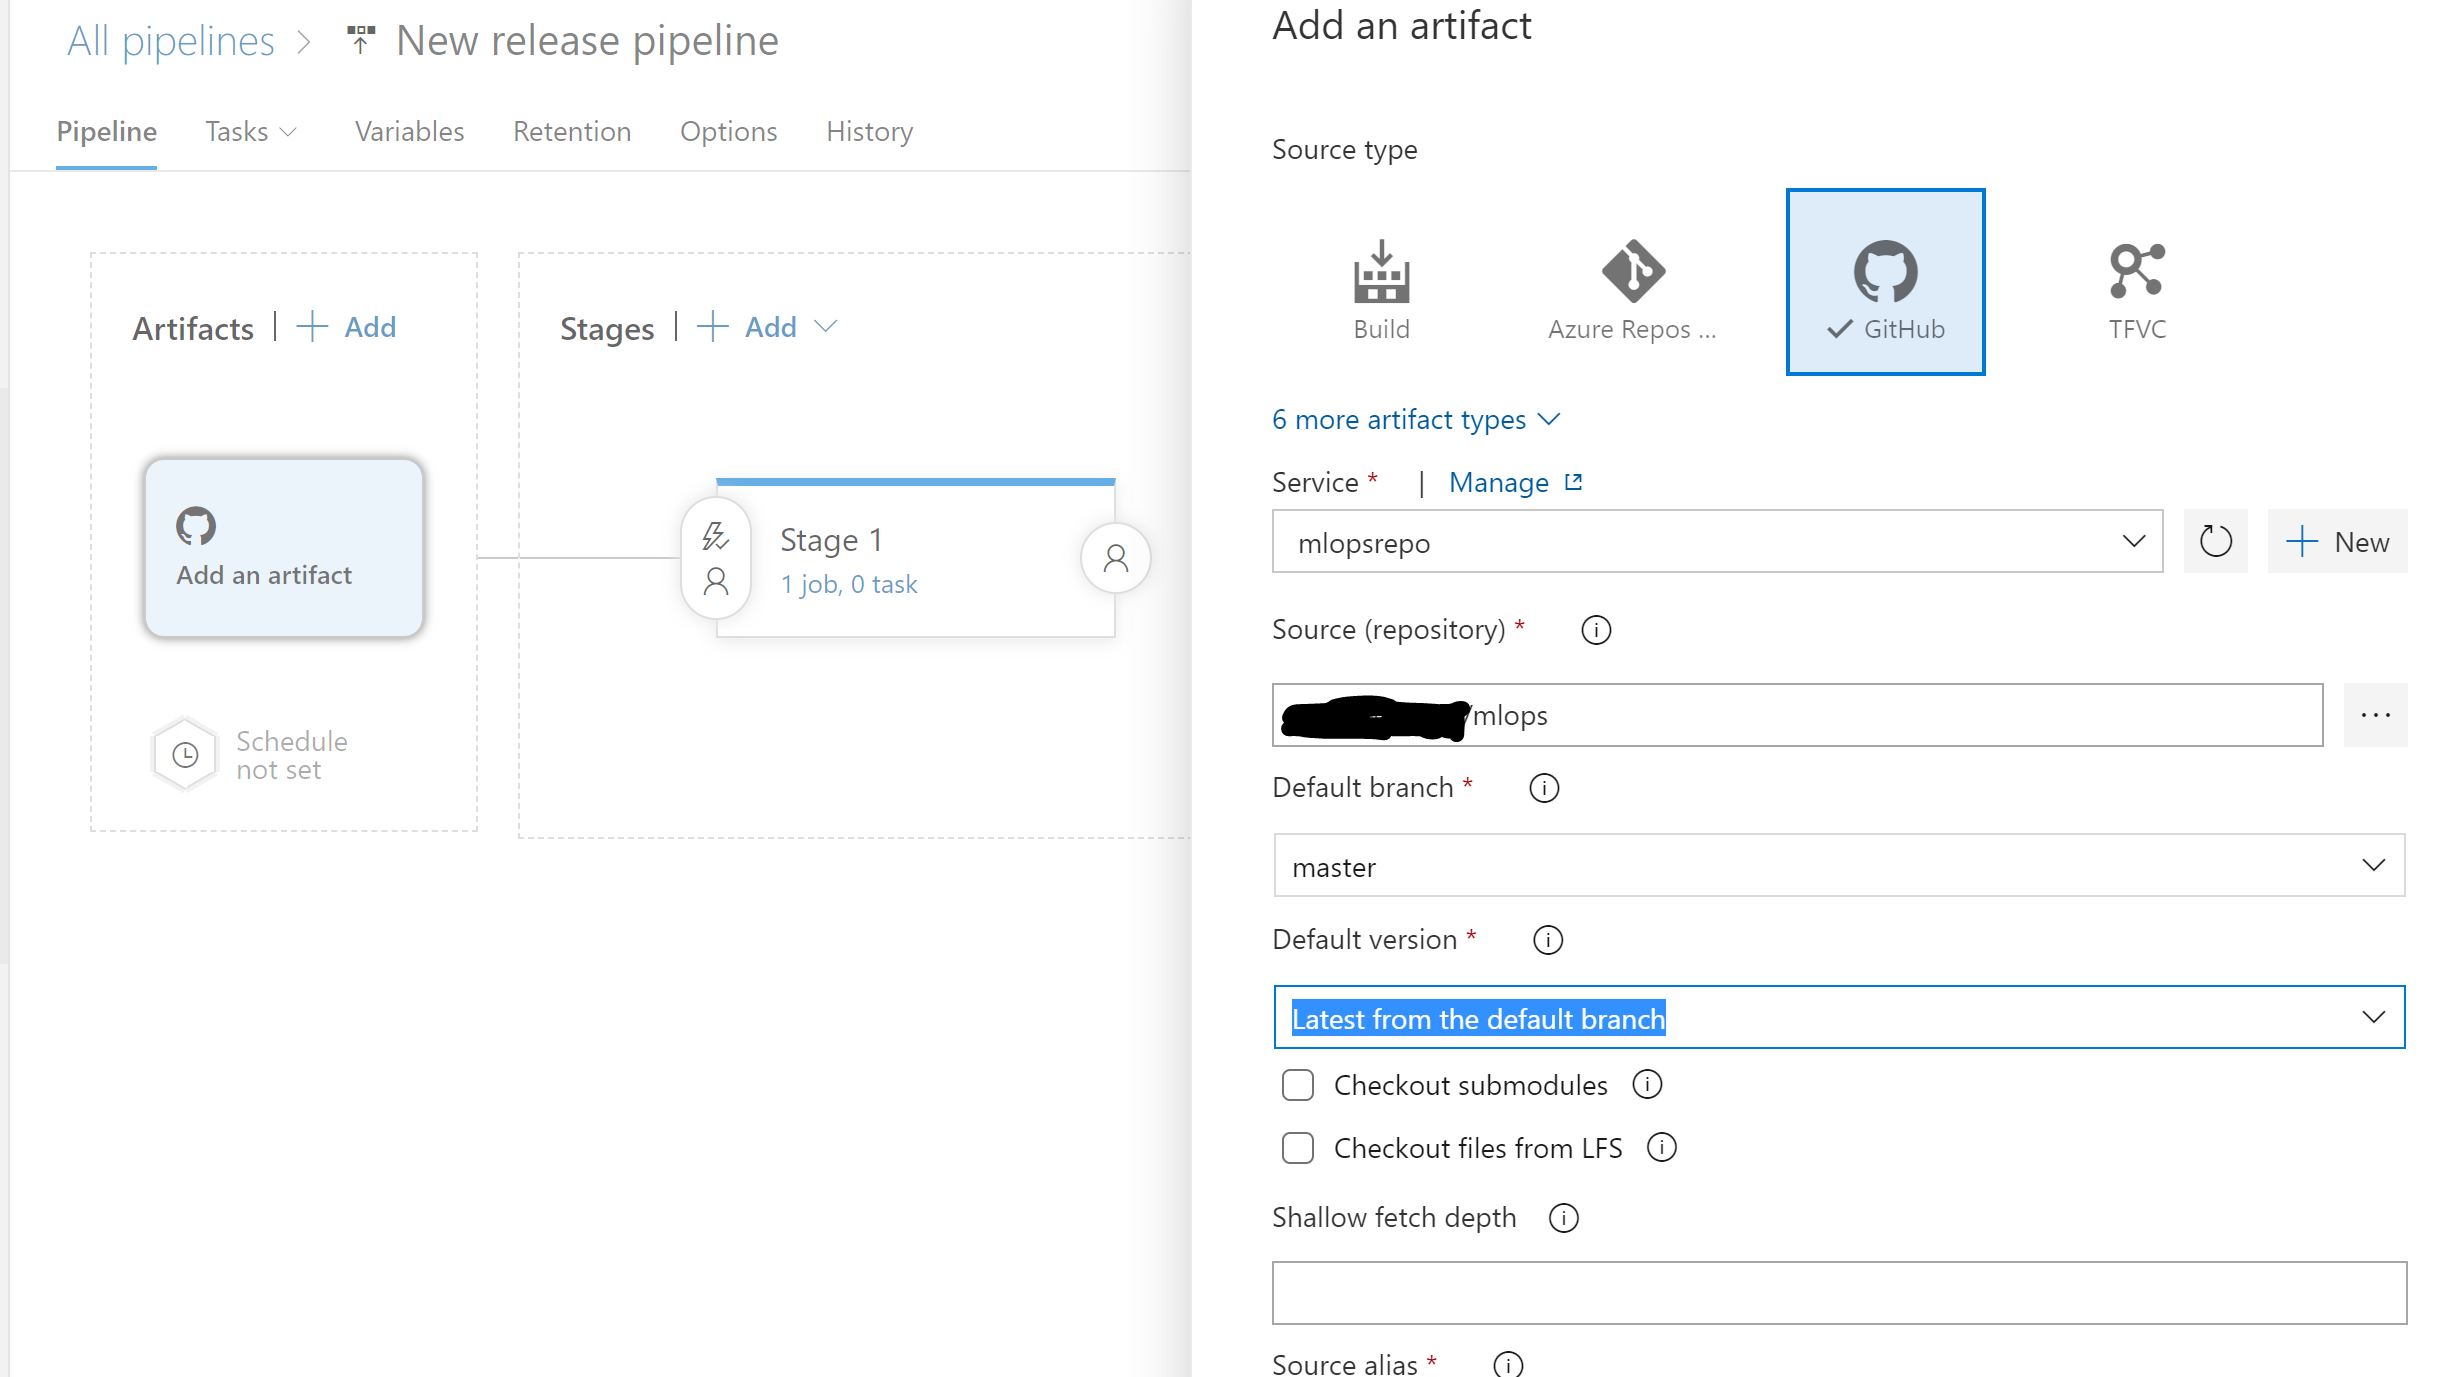 All pipelines > New release pipeline
Pipeline Tasks Variables Retention Options History
Artifacts | + Add
Add an artifact
Schedule
not set
Stages | + Add
Stage 1
1 job, 0 task
Add an artifact
Source type
Build Azure Repos ... GitHub TFVC
6 more artifact types
Service * | Manage
mlopsrepo
+ New
Source (repository) *
/mlops
...
Default branch *
master
Default version *
Latest from the default branch
Checkout submodules
Checkout files from LFS
Shallow fetch depth
Source alias *